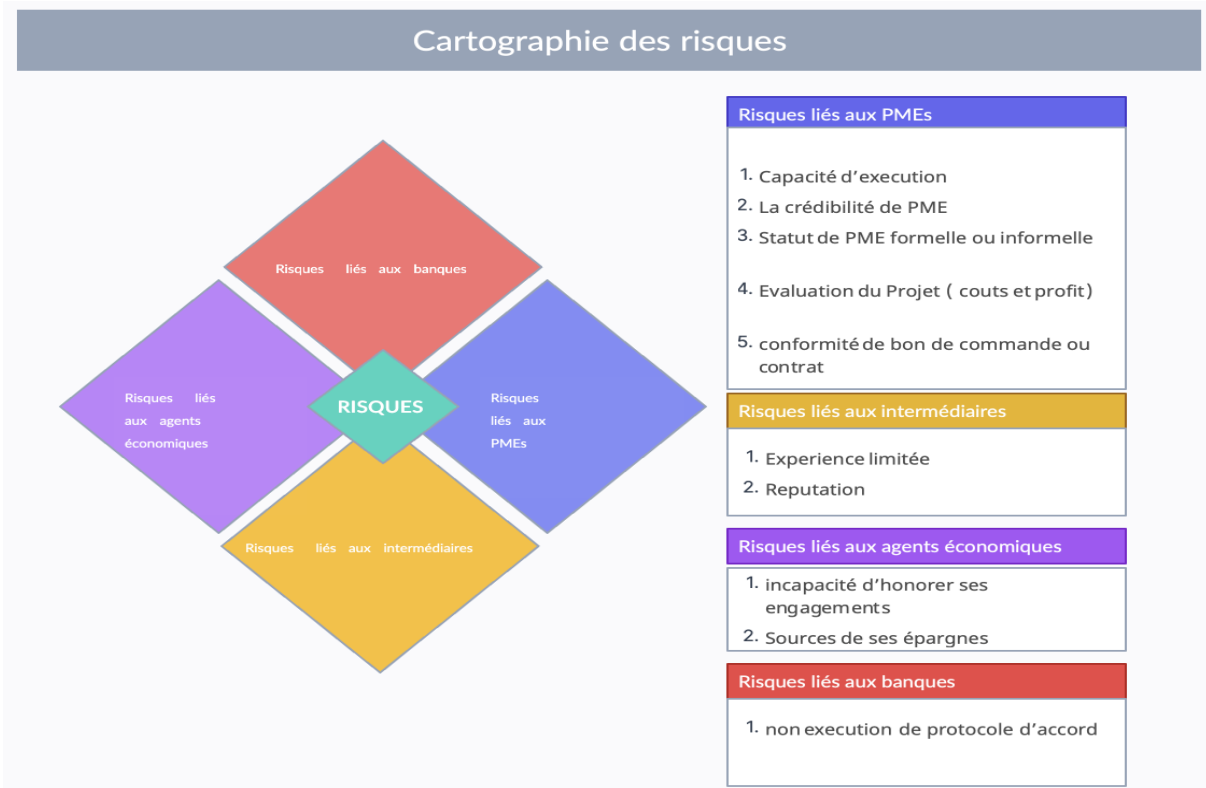 Cartographie des risques
Risques liés aux banques
Risques liés
aux agents
économiques
RISQUES
Risques
liés aux
PMEs
Risques liés aux intermédiaires
Risques liés aux PMEs
1. Capacité d’execution
2. La crédibilité de PME
3. Statut de PME formelle ou informelle
4. Evaluation du Projet ( couts et profit)
5. conformité de bon de commande ou
contrat
Risques liés aux intermédiaires
1. Experience limitée
2. Reputation
Risques liés aux agents économiques
1. incapacité d’honorer ses
engagements
2. Sources de ses épargnes
Risques liés aux banques
1. non execution de protocole d’accord